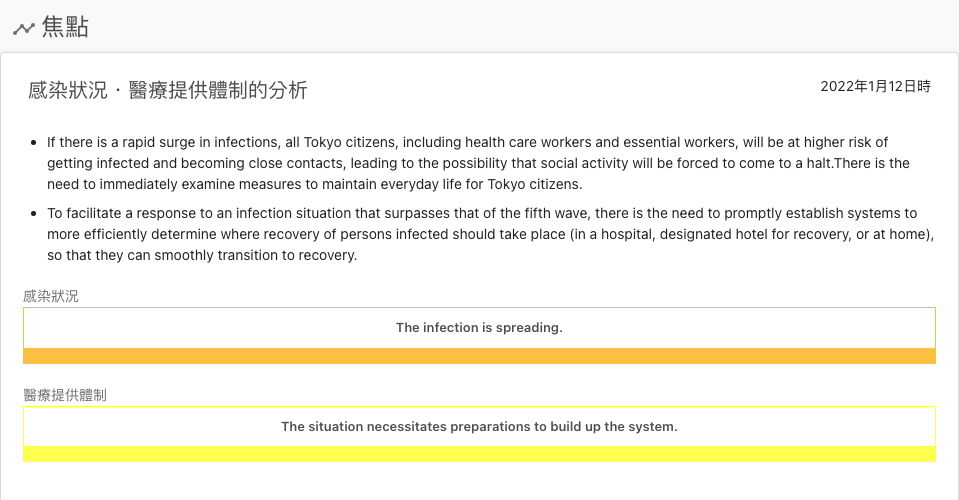 焦點
感染狀況・醫療提供體制的分析
2022年1月12日時
If there is a rapid surge in infections, all Tokyo citizens, including health care workers and essential workers, will be at higher risk of
getting infected and becoming close contacts, leading to the possibility that social activity will be forced to come to a halt.There is the
need to immediately examine measures to maintain everyday life for Tokyo citizens.
To facilitate a response to an infection situation that surpasses that of the fifth wave, there is the need to promptly establish systems to
more efficiently determine where recovery of persons infected should take place (in a hospital, designated hotel for recovery, or at home),
so that they can smoothly transition to recovery.
感染狀況
The infection is spreading.
醫療提供體制
The situation necessitates preparations to build up the system.